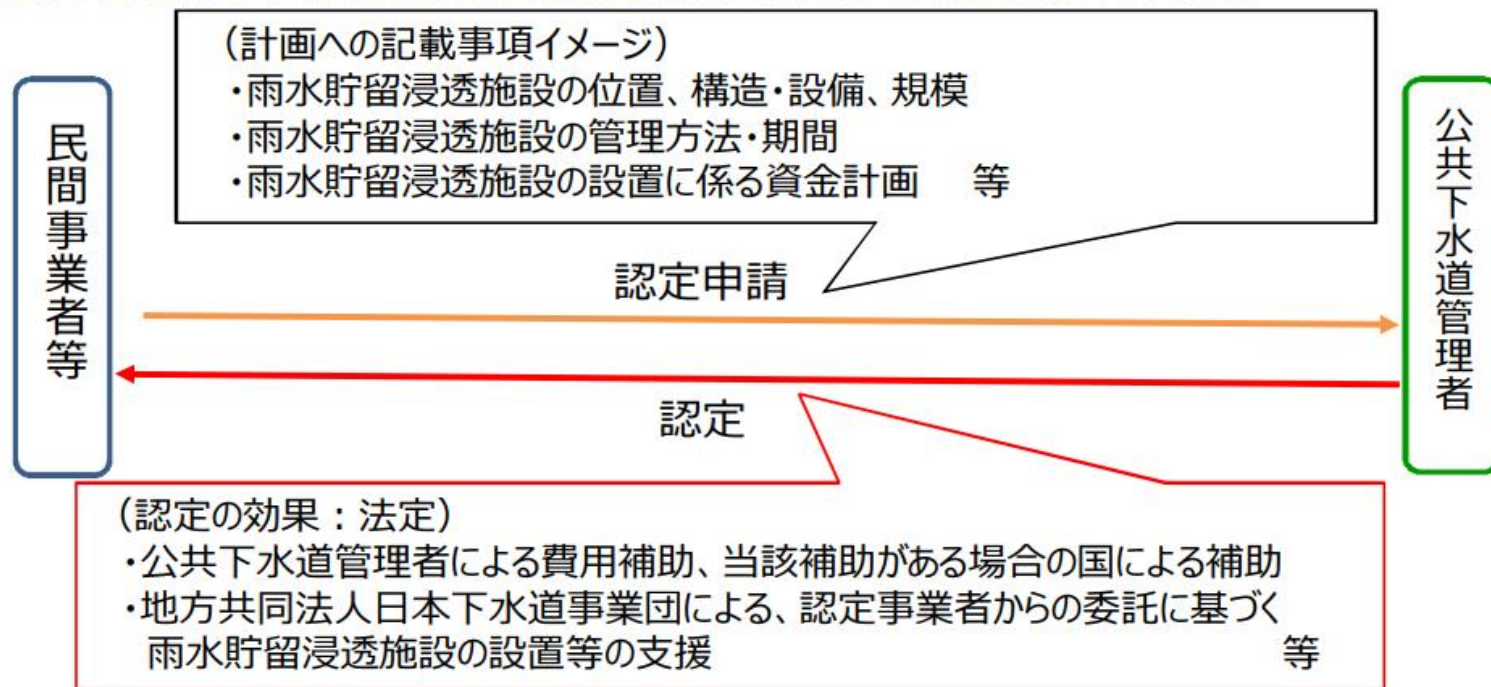 （計画への記載事項イメージ）
・雨水貯留浸透施設の位置、構造・設備、規模
・雨水貯留浸透施設の管理方法・期間
・雨水貯留浸透施設の設置に係る資金計画　等
民間事業者等
公共下水道管理者
認定申請
認定
（認定の効果：法定）
・公共下水道管理者による費用補助、当該補助がある場合の国による補助
・地方共同法人日本下水道事業団による、認定事業者からの委託に基づく
雨水貯留浸透施設の設置等の支援　等